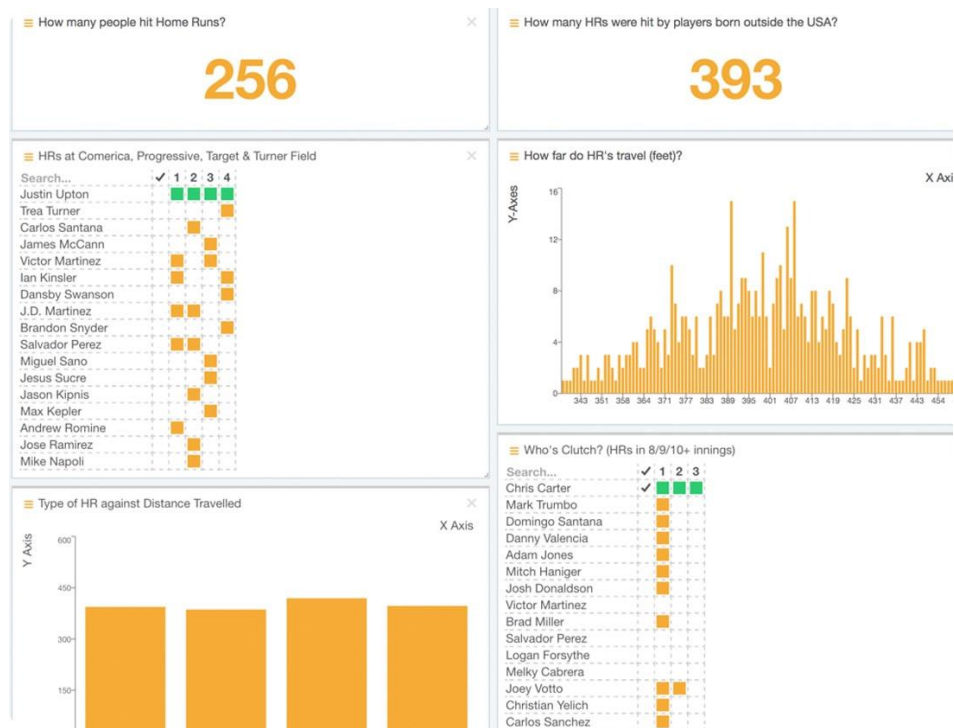 How many people hit Home Runs?
256
How many HRs were hit by players born outside the USA?
393
HRs at Comerica, Progressive, Target & Turner Field
Search... ✓ 1 2 3 4
Justin Upton
Trea Turner
Carlos Santana
James McCann
Victor Martinez
Ian Kinsler
Dansby Swanson
J.D. Martinez
Brandon Snyder
Salvador Perez
Miguel Sano
Jesus Sucre
Jason Kipnis
Max Kepler
Andrew Romine
Jose Ramirez
Mike Napoli
How far do HR's travel (feet)?
X Axi
Y-Axes
16
12
8
4
0
343 351 358 364 371 377 383 389 395 401 407 413 419 425 431 437 443 454
Type of HR against Distance Travelled
X Axis
Y Axis
600
450
300
150
Who's Clutch? (HRs in 8/9/10+ innings)
Search... ✓ 1 2 3
Chris Carter ✓
Mark Trumbo
Domingo Santana
Danny Valencia
Adam Jones
Mitch Haniger
Josh Donaldson
Victor Martinez
Brad Miller
Salvador Perez
Logan Forsythe
Melky Cabrera
Joey Votto
Christian Yelich
Carlos Sanchez